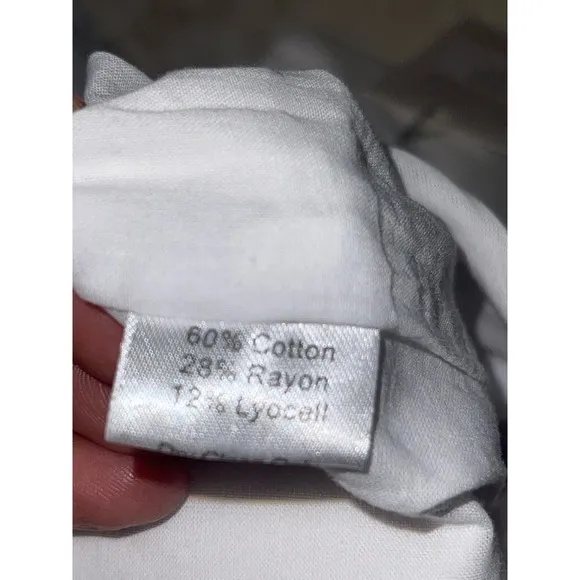 60% Cotton
28% Rayon
12% Lyocell